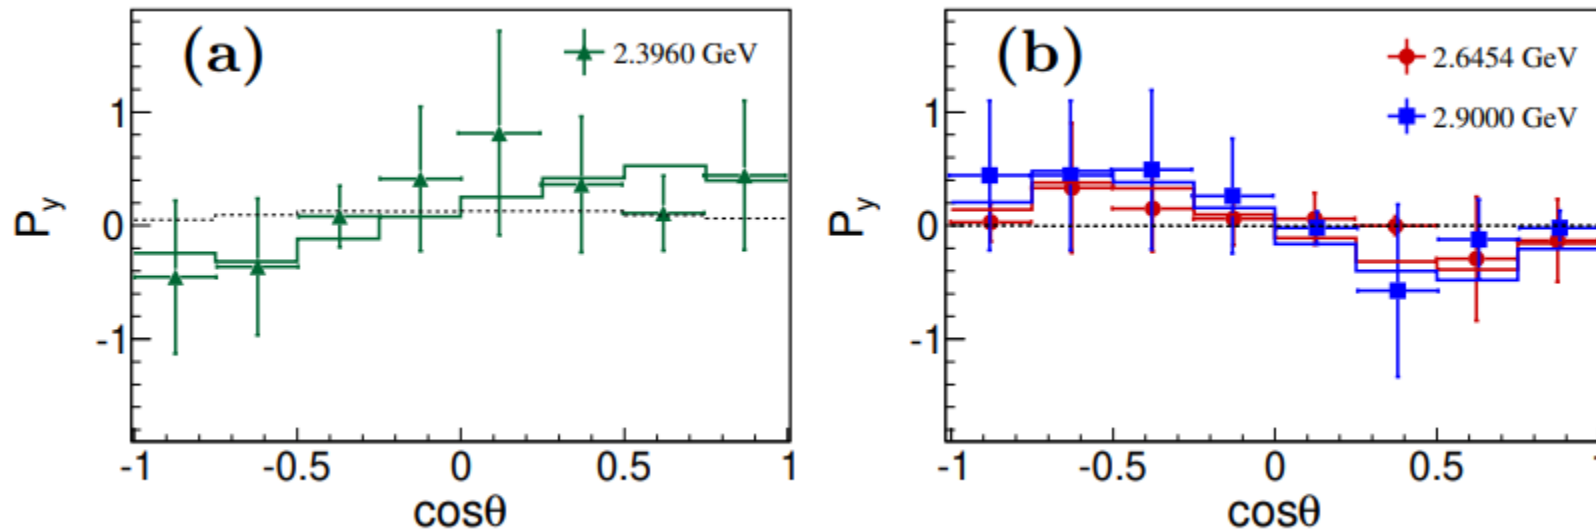 (a)
2.3960 GeV
P_y
1
0
-1
-1 -0.5 0 0.5 1
cosθ
(b)
2.6454 GeV
2.9000 GeV
P_y
1
0
-1
-1 -0.5 0 0.5
cosθ